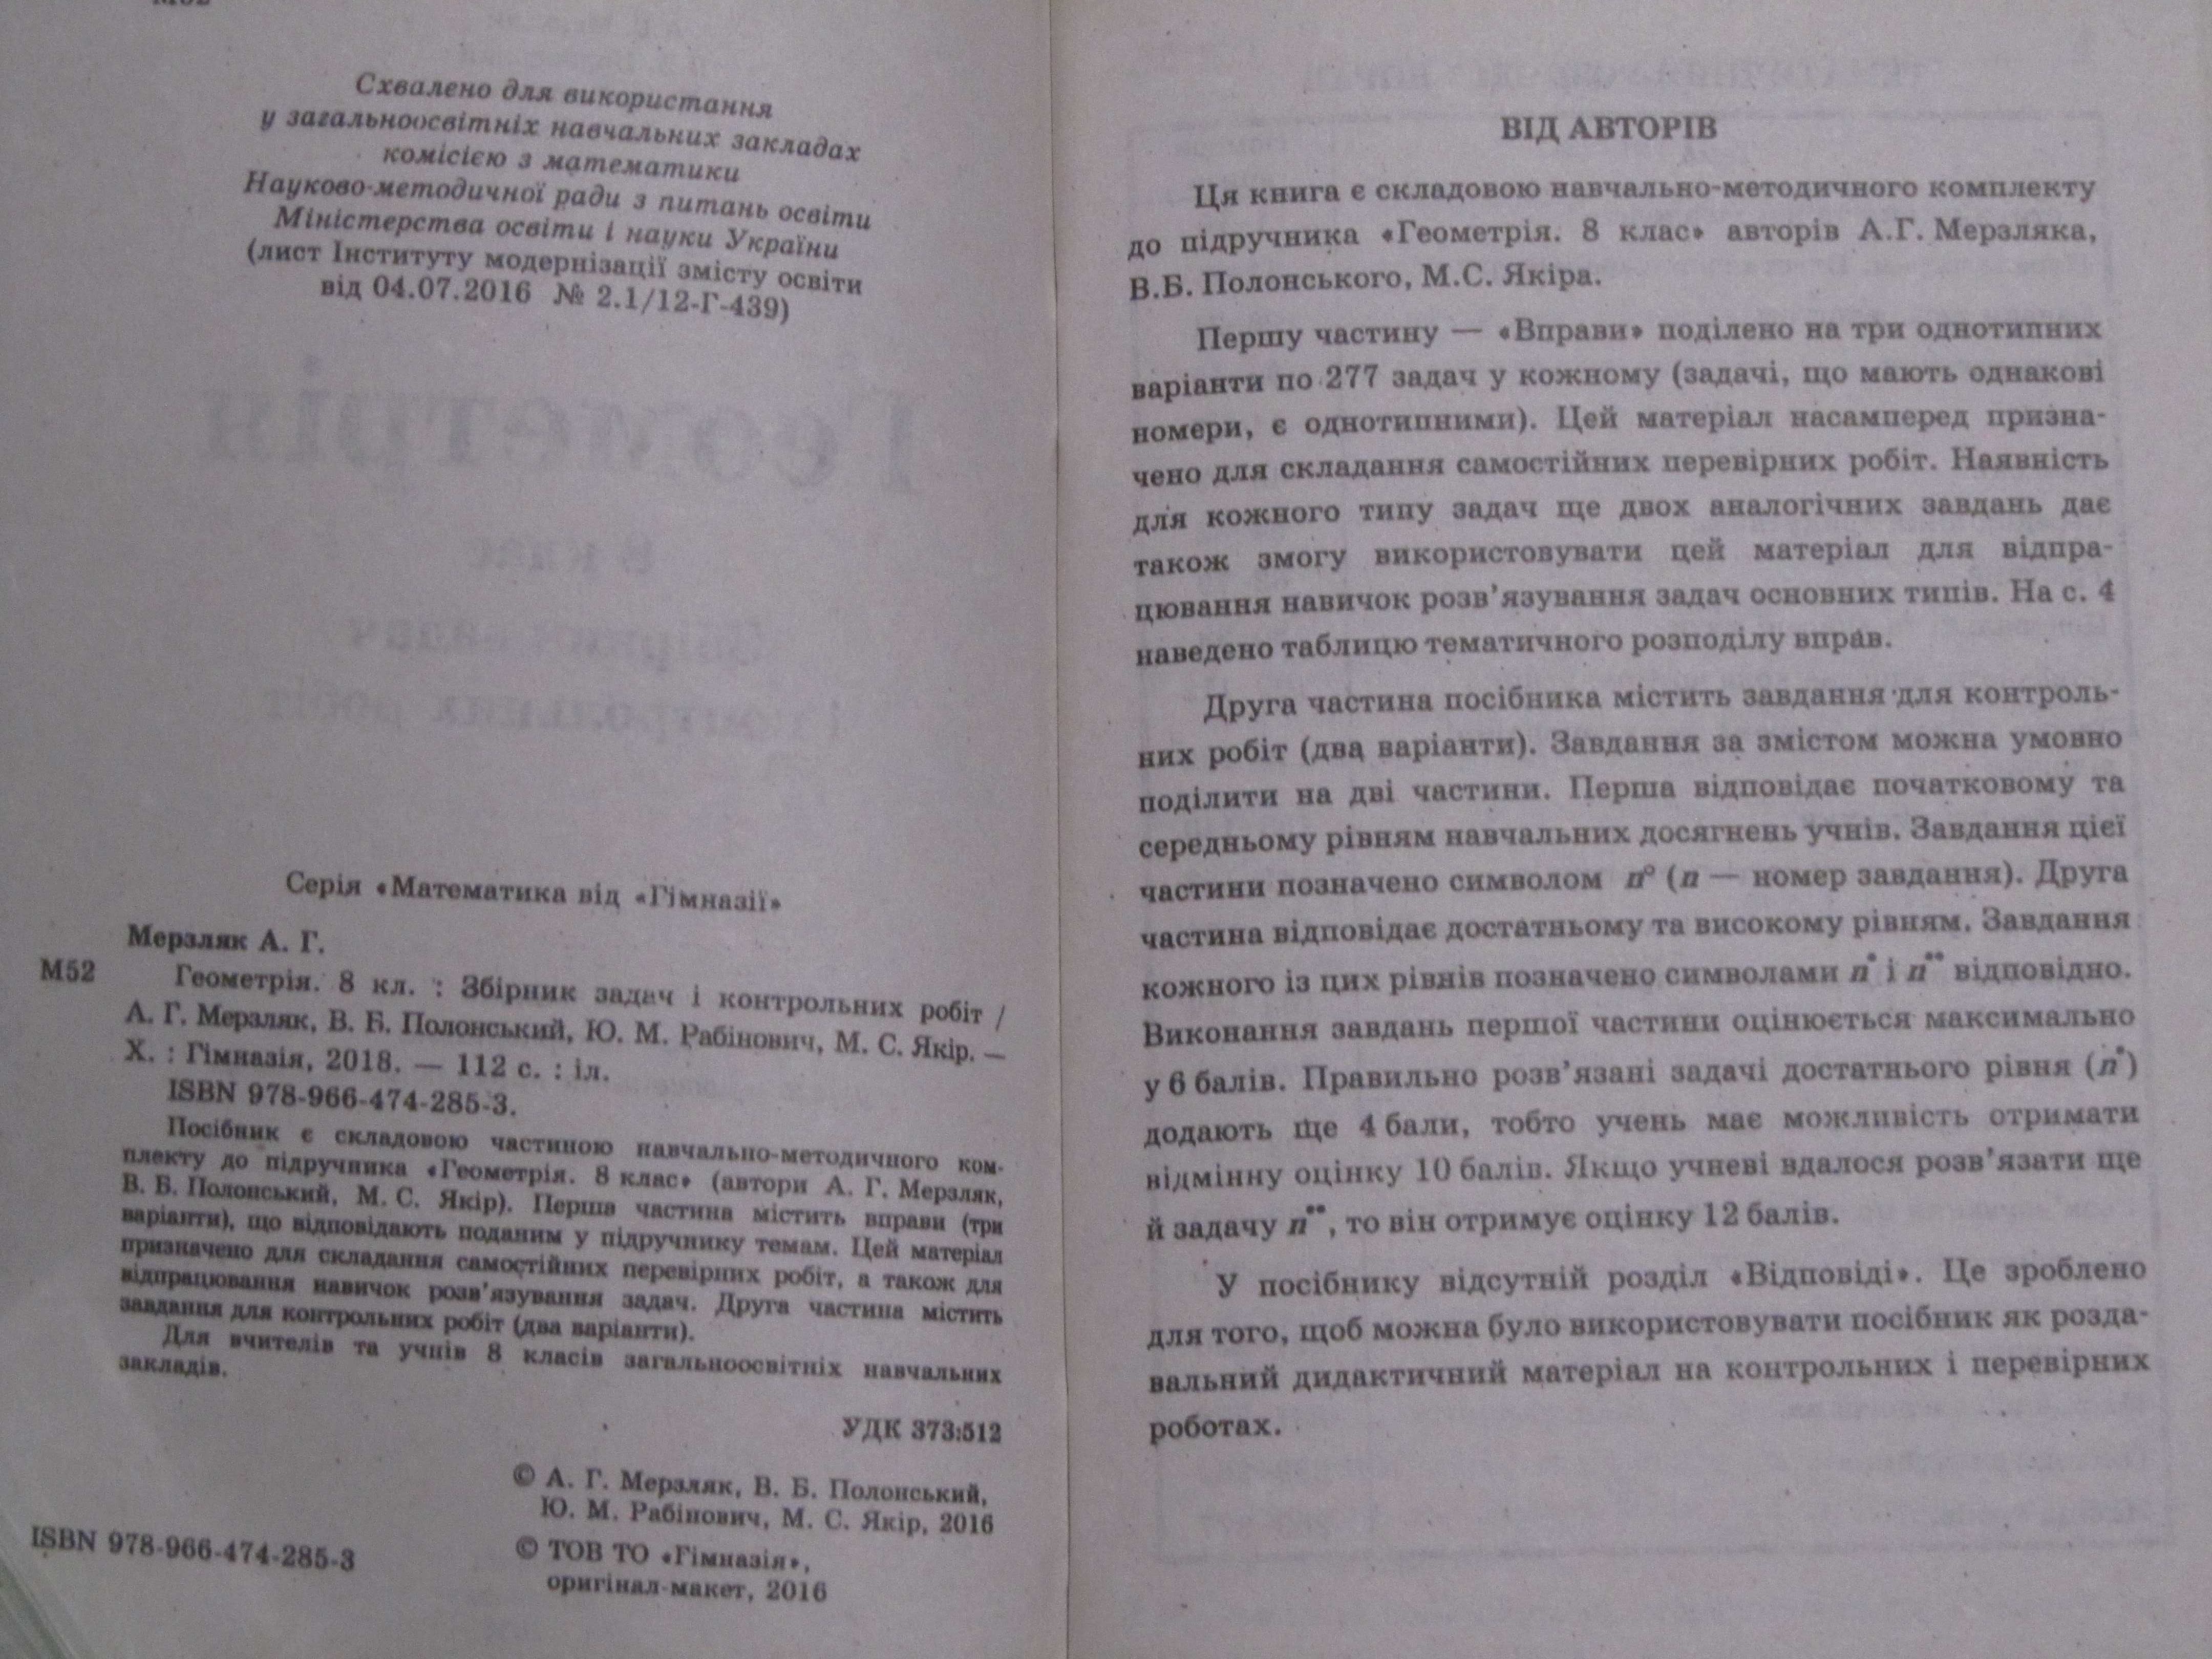 Схвалено для використання
у загальноосвітніх навчальних закладах
комісією з математики
Науково-методичної ради з питань освіти
Міністерства освіти і науки України
(лист Інституту модернізації змісту освіти
від 04.07.2016 № 2.1/12-Г-439)
Серія «Математика від «Гімназії»
Мерзляк А. Г.
М52
Геометрія. 8 кл. : Збірник задач і контрольних робіт /
А. Г. Мерзляк, В. Б. Полонський, Ю. М. Рабінович, М. С. Якір. —
Х. : Гімназія, 2018. — 112 с. : іл.
ISBN 978-966-474-285-3.
Посібник є складовою частиною навчально-методичного ком-
плекту до підручника «Геометрія. 8 клас» (автори А. Г. Мерзляк,
В. Б. Полонський, М. С. Якір). Перша частина містить вправи (три
варіанти), що відповідають поданим у підручнику темам. Цей матеріал
призначено для складання самостійних перевірних робіт, а також для
відпрацювання навичок розв'язування задач. Друга частина містить
завдання для контрольних робіт (два варіанти).
Для вчителів та учнів 8 класів загальноосвітніх навчальних
закладів.
УДК 373:512
© А. Г. Мерзляк, В. Б. Полонський,
Ю. М. Рабінович, М. С. Якір, 2016
© ТОВ ТО «Гімназія»,
оригінал-макет, 2016
ISBN 978-966-474-285-3
ВІД АВТОРІВ
Ця книга є складовою навчально-методичного комплекту
до підручника «Геометрія. 8 клас» авторів А.Г. Мерзляка,
В.Б. Полонського, М.С. Якіра.
Першу частину — «Вправи» поділено на три однотипних
варіанти по 277 задач у кожному (задачі, що мають однакові
номери, є однотипними). Цей матеріал насамперед призна-
чено для складання самостійних перевірних робіт. Наявність
для кожного типу задач ще двох аналогічних завдань дає
також змогу використовувати цей матеріал для відпра-
цювання навичок розв'язування задач основних типів. На с. 4
наведено таблицю тематичного розподілу вправ.
Друга частина посібника містить завдання для контроль-
них робіт (два варіанти). Завдання за змістом можна умовно
поділити на дві частини. Перша відповідає початковому та
середньому рівням навчальних досягнень учнів. Завдання цієї
частини позначено символом n° (n — номер завдання). Друга
частина відповідає достатньому та високому рівням. Завдання
кожного із цих рівнів позначено символами n• і n•• відповідно.
Виконання завдань першої частини оцінюється максимально
у 6 балів. Правильно розв'язані задачі достатнього рівня (n•)
додають ще 4 бали, тобто учень має можливість отримати
відмінну оцінку 10 балів. Якщо учневі вдалося розв'язати ще
й задачу n••, то він отримує оцінку 12 балів.
У посібнику відсутній розділ «Відповіді». Це зроблено
для того, щоб можна було використовувати посібник як розда-
вальний дидактичний матеріал на контрольних і перевірних
роботах.